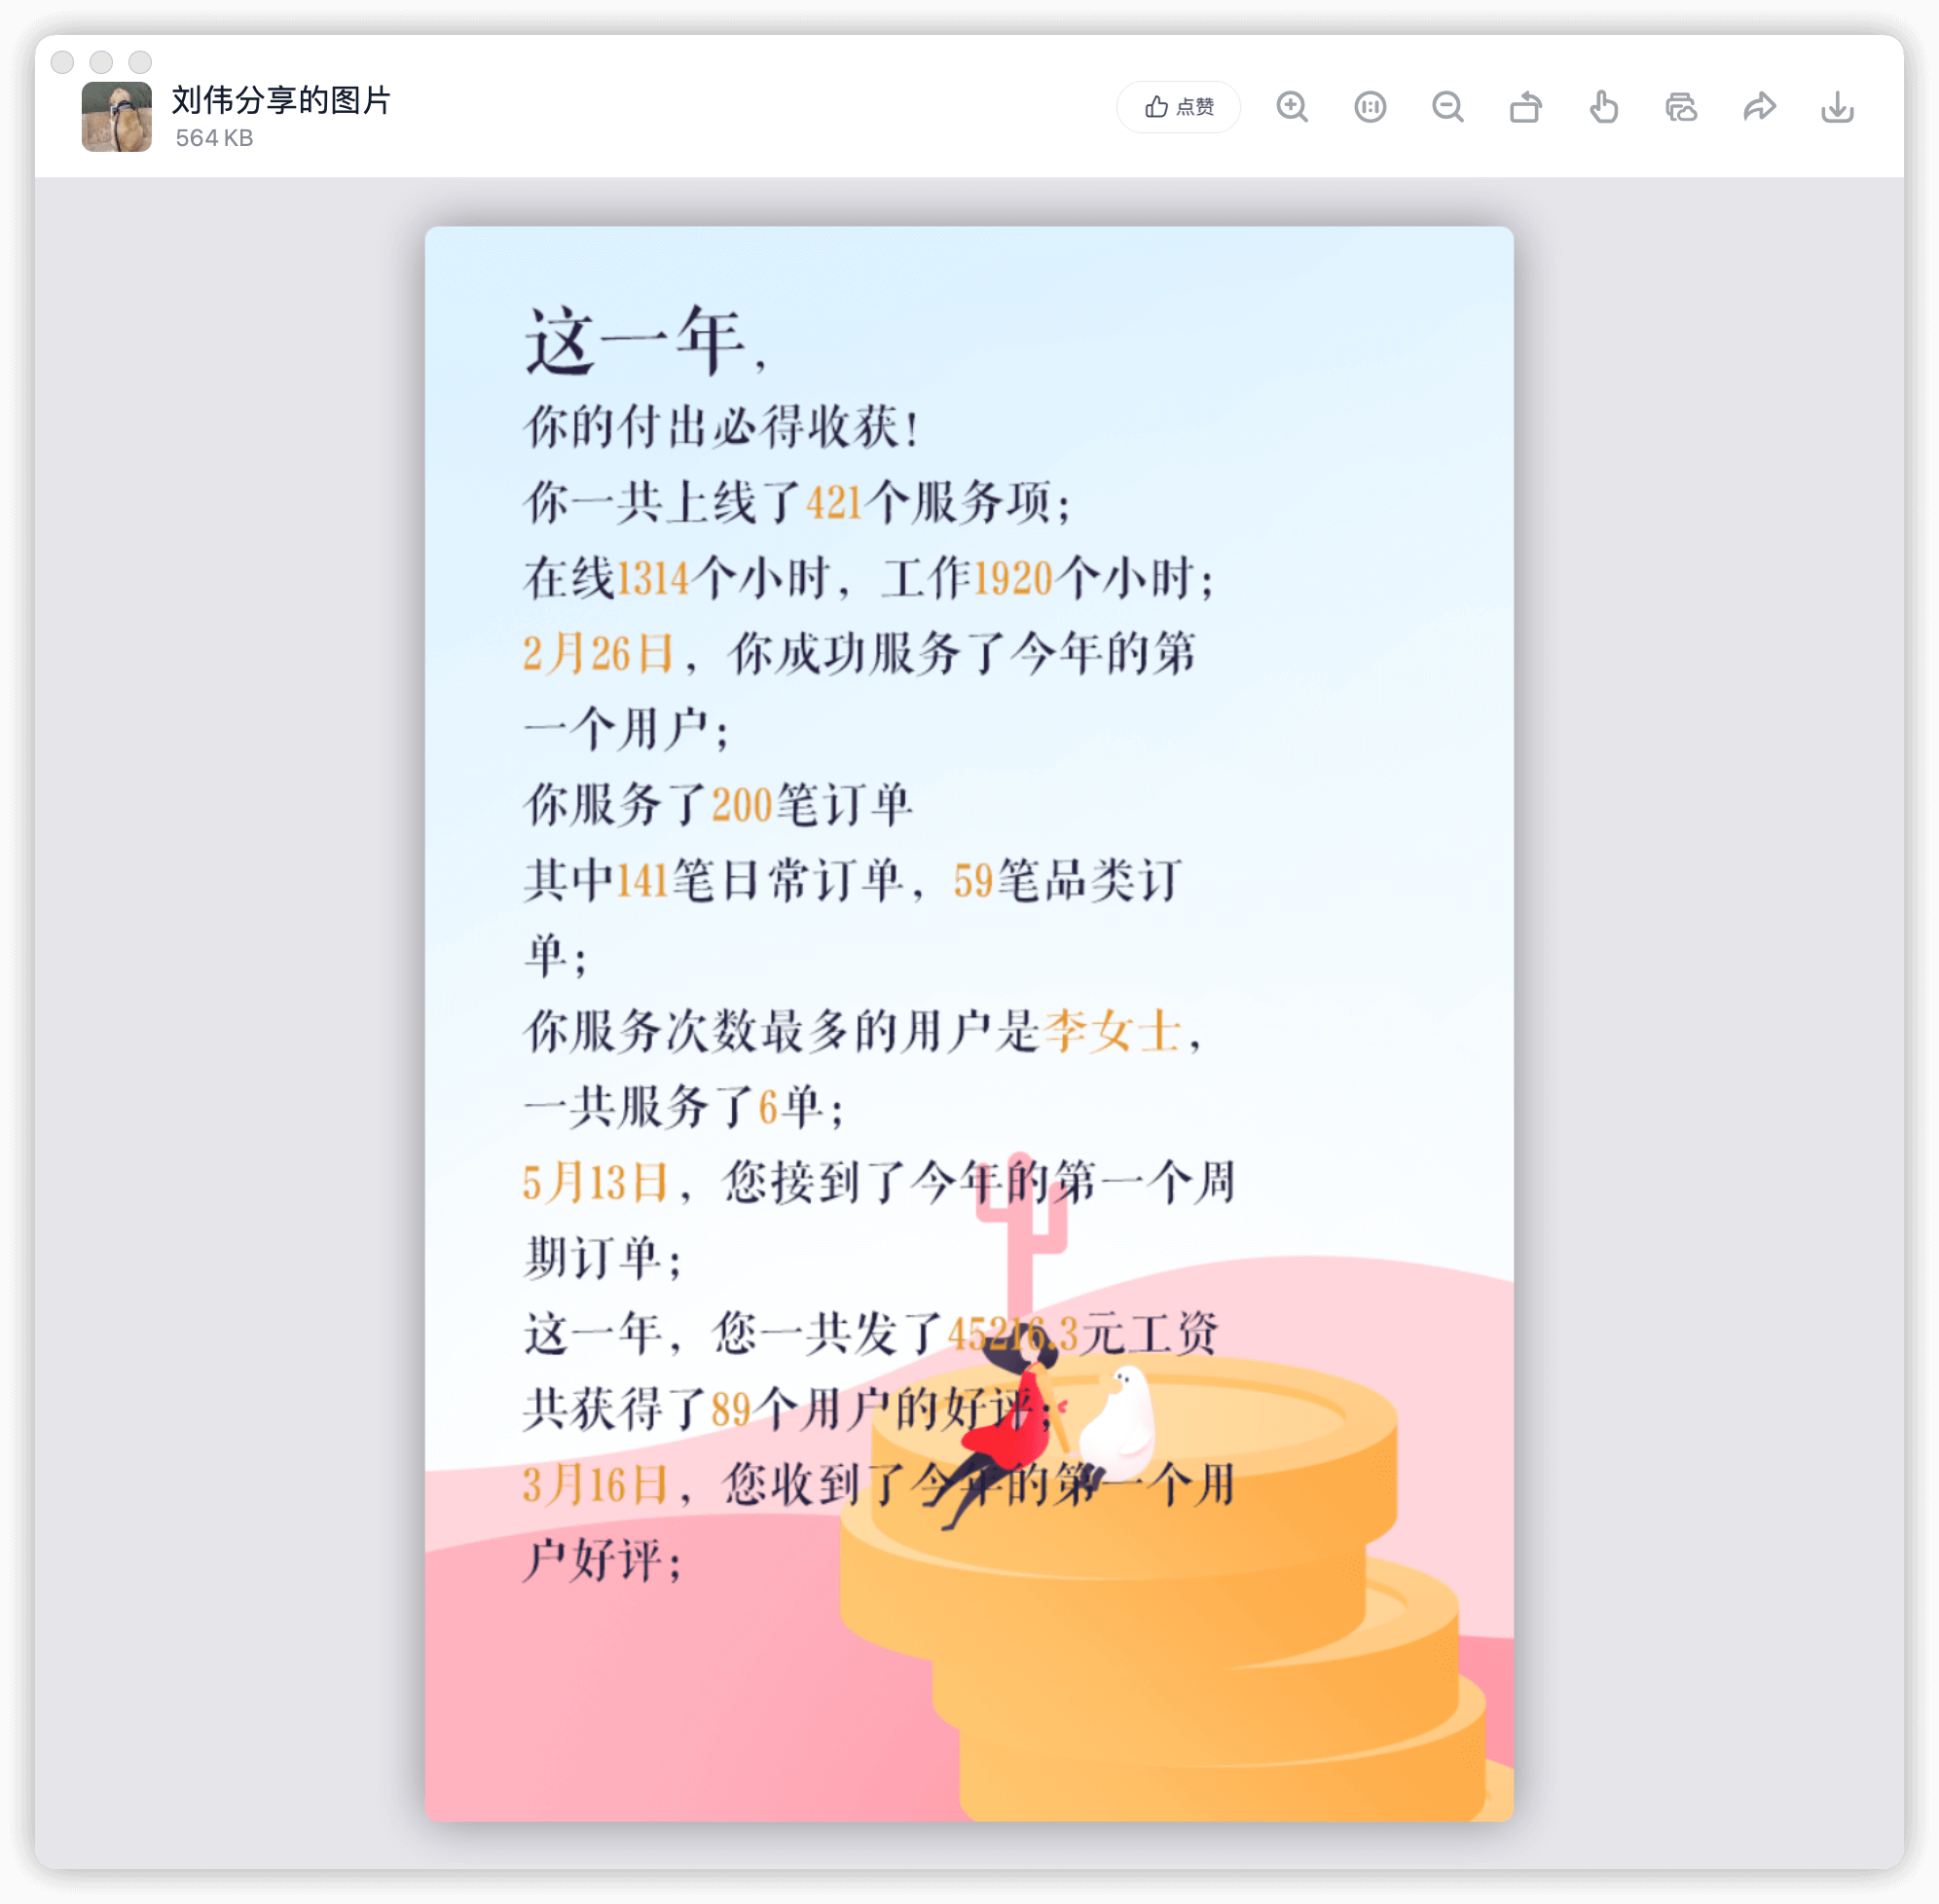 刘伟分享的图片
564 KB
点赞
1:1
这一年,
你的付出必得收获!
你一共上线了421个服务项;
在线1314个小时, 工作1920个小时;
2月26日, 你成功服务了今年的第
一个用户;
你服务了200笔订单
其中141笔日常订单, 59笔品类订
单;
你服务次数最多的用户是李女士,
一共服务了6单;
5月13日, 您接到了今年的第一个周
期订单;
这一年, 您一共发了45216.3元工资
共获得了89个用户的好评;
3月16日, 您收到了今年的第一个用
户好评;